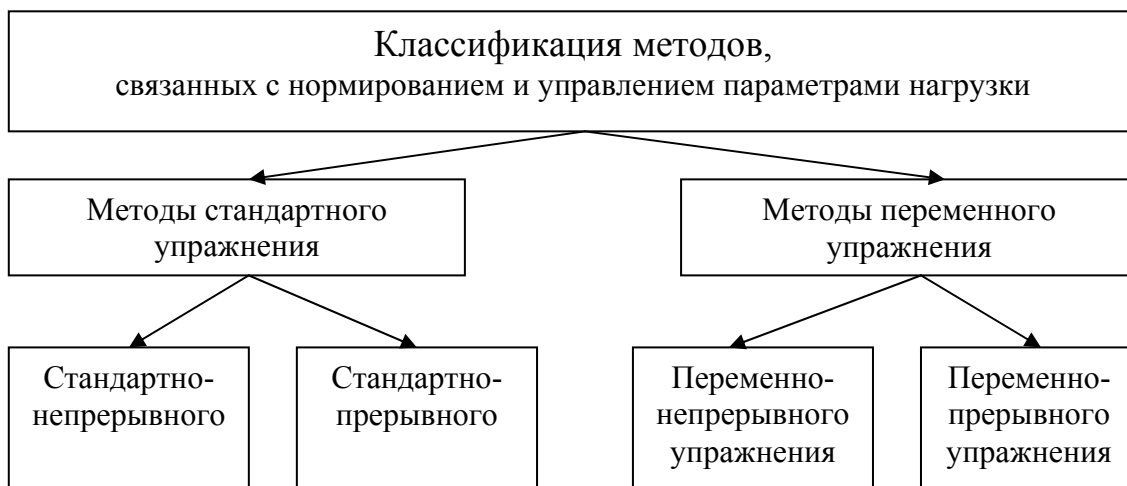 Классификация методов,
связанных с нормированием и управлением параметрами нагрузки
Методы стандартного
упражнения
Методы переменного
упражнения
Стандартно-
непрерывного
Стандартно-
прерывного
Переменно-
непрерывного
упражнения
Переменно-
прерывного
упражнения